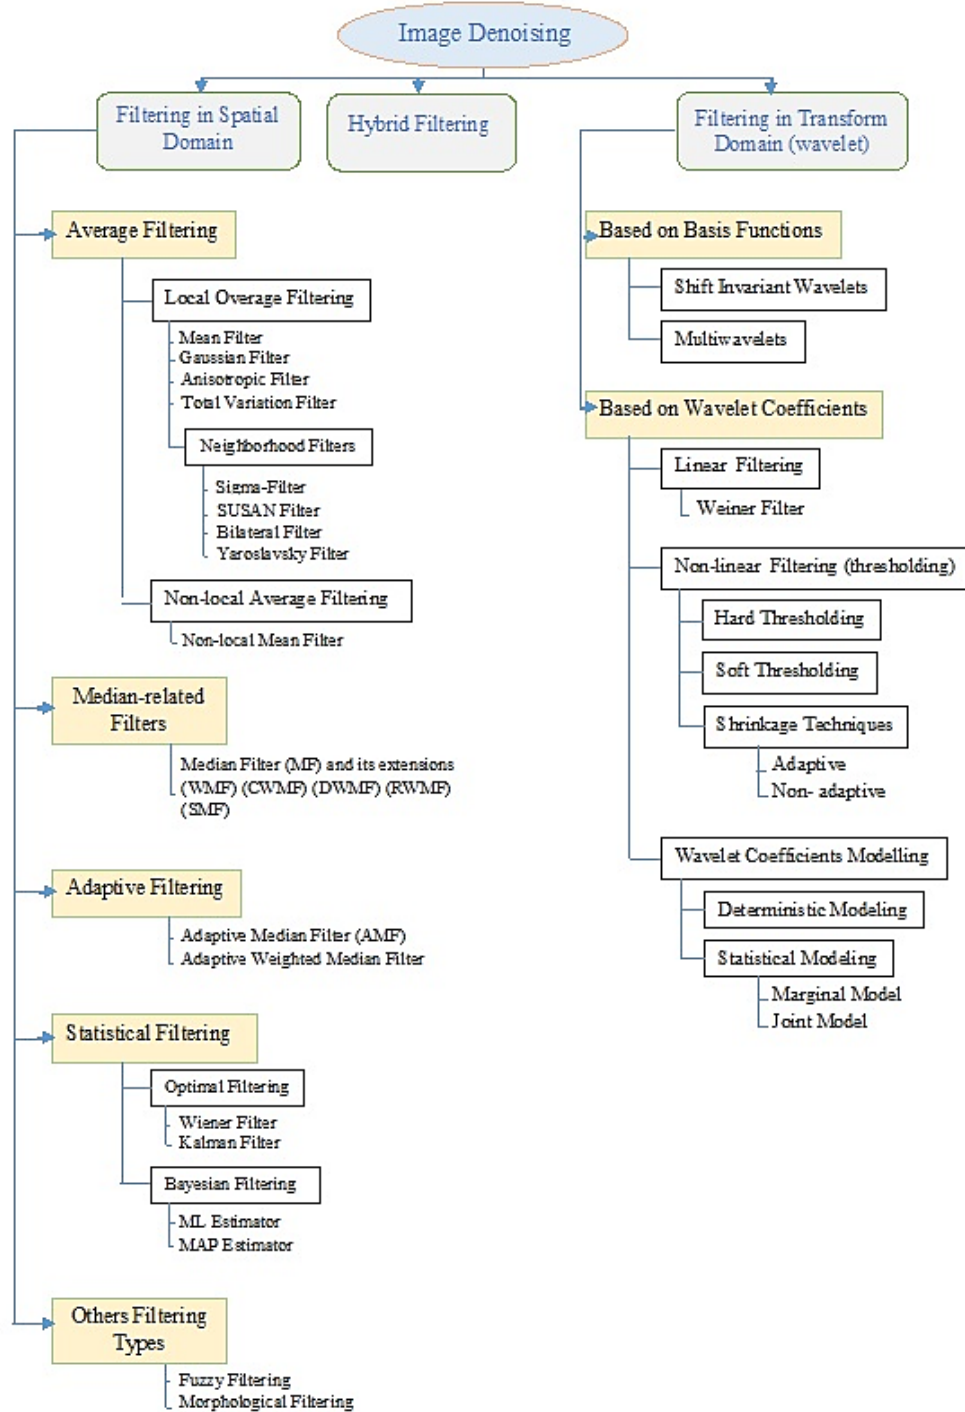 Image Denoising
Filtering in Spatial
Domain
Hybrid Filtering
Filtering in Transform
Domain (wavelet)
Average Filtering
Local Overage Filtering
Mean Filter
Gaussian Filter
Anisotropic Filter
Total Variation Filter
Neighborhood Filters
Sigma-Filter
SUSAN Filter
Bilateral Filter
Yaroslavsky Filter
Non-local Average Filtering
Non-local Mean Filter
Median-related
Filters
Median Filter (MF) and its extensions
(WMF) (CWMF) (DWMF) (RWMF)
(SMF)
Adaptive Filtering
Adaptive Median Filter (AMF)
Adaptive Weighted Median Filter
Statistical Filtering
Optimal Filtering
Wiener Filter
Kalman Filter
Bayesian Filtering
ML Estimator
MAP Estimator
Others Filtering
Types
Fuzzy Filtering
Morphological Filtering
Based on Basis Functions
Shift Invariant Wavelets
Multiwavelets
Based on Wavelet Coefficients
Linear Filtering
Weiner Filter
Non-linear Filtering (thresholding)
Hard Thresholding
Soft Thresholding
Shrinkage Techniques
Adaptive
Non- adaptive
Wavelet Coefficients Modelling
Deterministic Modeling
Statistical Modeling
Marginal Model
Joint Model